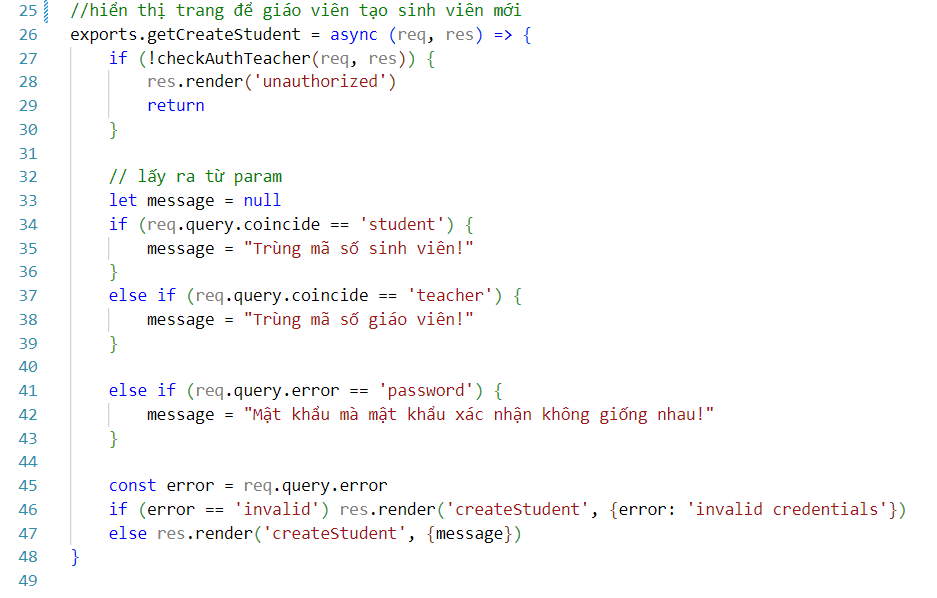 25 //hiển thị trang để giáo viên tạo sinh viên mới
26 exports.getCreateStudent = async (req, res) => {
27     if (!checkAuthTeacher(req, res)) {
28         res.render('unauthorized')
29         return
30     }
31
32     // lấy ra từ param
33     let message = null
34     if (req.query.coincide == 'student') {
35         message = "Trùng mã số sinh viên!"
36     }
37     else if (req.query.coincide == 'teacher') {
38         message = "Trùng mã số giáo viên!"
39     }
40
41     else if (req.query.error == 'password') {
42         message = "Mật khẩu mà mật khẩu xác nhận không giống nhau!"
43     }
44
45     const error = req.query.error
46     if (error == 'invalid') res.render('createStudent', {error: 'invalid credentials'})
47     else res.render('createStudent', {message})
48 }
49